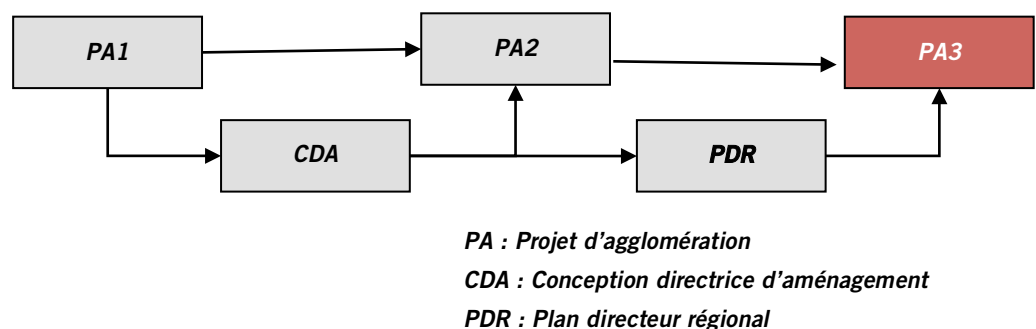 PA1
PA2
PA3
CDA
PDR
PA : Projet d’agglomération
CDA : Conception directrice d’aménagement
PDR : Plan directeur régional